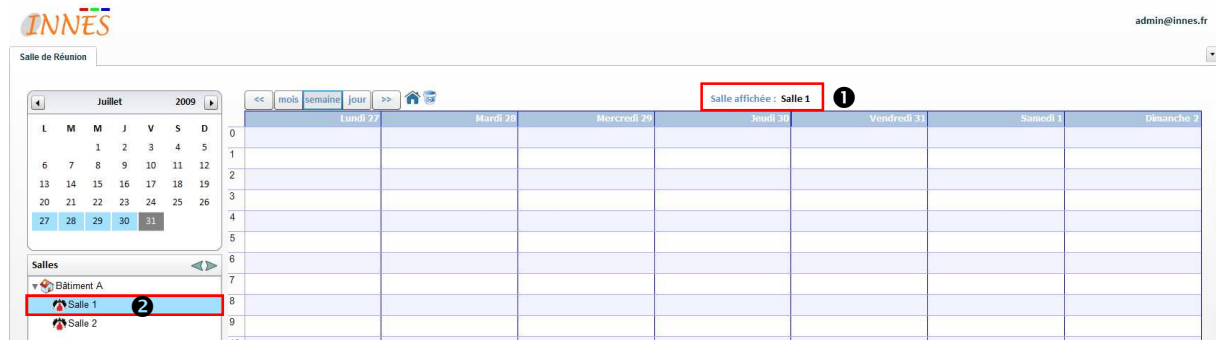 INNES
admin@innes.fr
Salle de Réunion
Juillet 2009
L M M J V S D
1 2 3 4 5
6 7 8 9 10 11 12
13 14 15 16 17 18 19
20 21 22 23 24 25 26
27 28 29 30 31
Salles
Bâtiment A
Salle 1 2
Salle 2
<< mois semaine jour >>
Salle affichée : Salle 1 1
Lundi 27 Mardi 28 Mercredi 29 Jeudi 30 Vendredi 31 Samedi 1 Dimanche 2
0
1
2
3
4
5
6
7
8
9